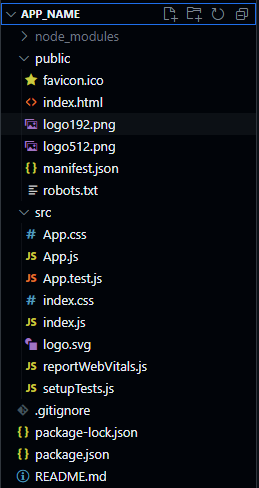 APP_NAME
node_modules
public
favicon.ico
index.html
logo192.png
logo512.png
manifest.json
robots.txt
src
App.css
App.js
App.test.js
index.css
index.js
logo.svg
reportWebVitals.js
setupTests.js
.gitignore
package-lock.json
package.json
README.md